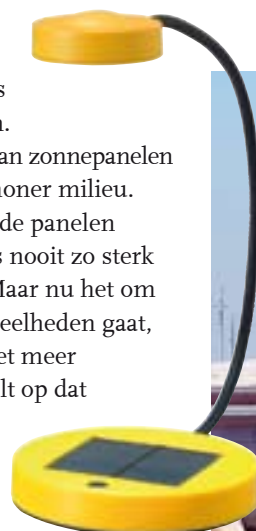 s
n.
an zonnepanelen
honer milieu.
de panelen
s nooit zo sterk
Maar nu het om
eelheden gaat,
et meer
lt op dat